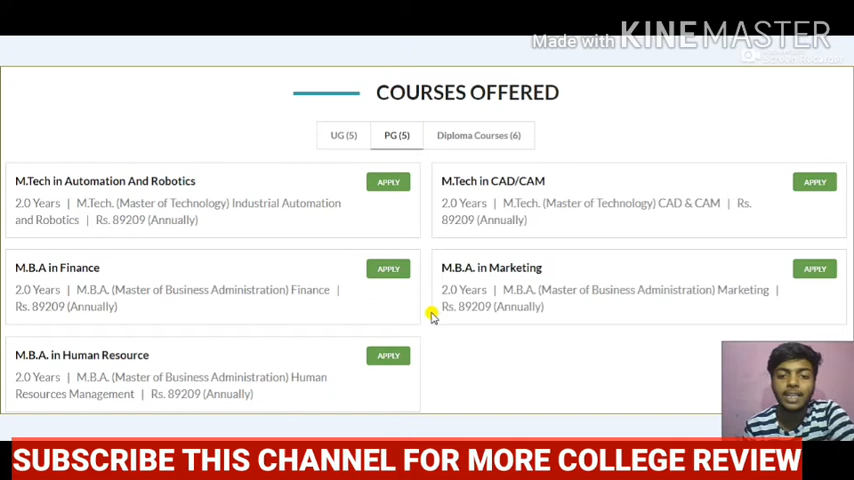 Made with KINEMASTER
Screen Recorder
COURSES OFFERED
UG (5) PG (5) Diploma Courses (6)
M.Tech in Automation And Robotics APPLY
2.0 Years | M.Tech. (Master of Technology) Industrial Automation
and Robotics | Rs. 89209 (Annually)
M.Tech in CAD/CAM APPLY
2.0 Years | M.Tech. (Master of Technology) CAD & CAM | Rs.
89209 (Annually)
M.B.A in Finance APPLY
2.0 Years | M.B.A. (Master of Business Administration) Finance |
Rs. 89209 (Annually)
M.B.A. in Marketing APPLY
2.0 Years | M.B.A. (Master of Business Administration) Marketing |
Rs. 89209 (Annually)
M.B.A. in Human Resource APPLY
2.0 Years | M.B.A. (Master of Business Administration) Human
Resources Management | Rs. 89209 (Annually)
SUBSCRIBE THIS CHANNEL FOR MORE COLLEGE REVIEW